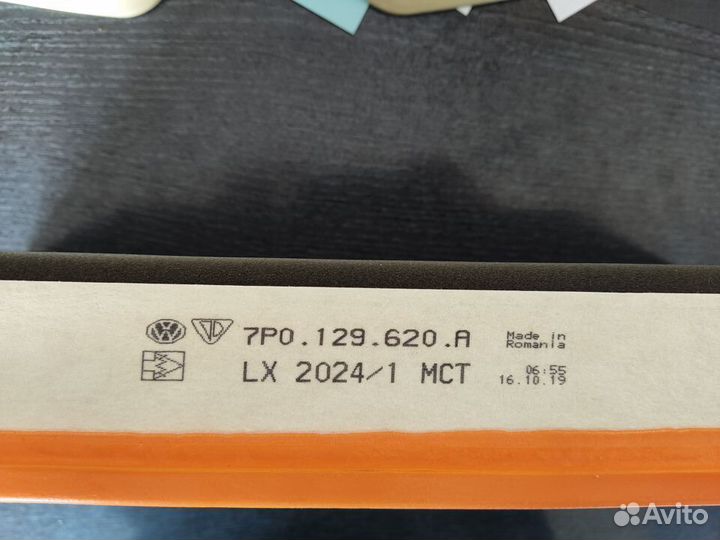 7P0.129.620.A
LX 2024/1 MCT
Made in
Romania
06:55
16.10.19
Avito